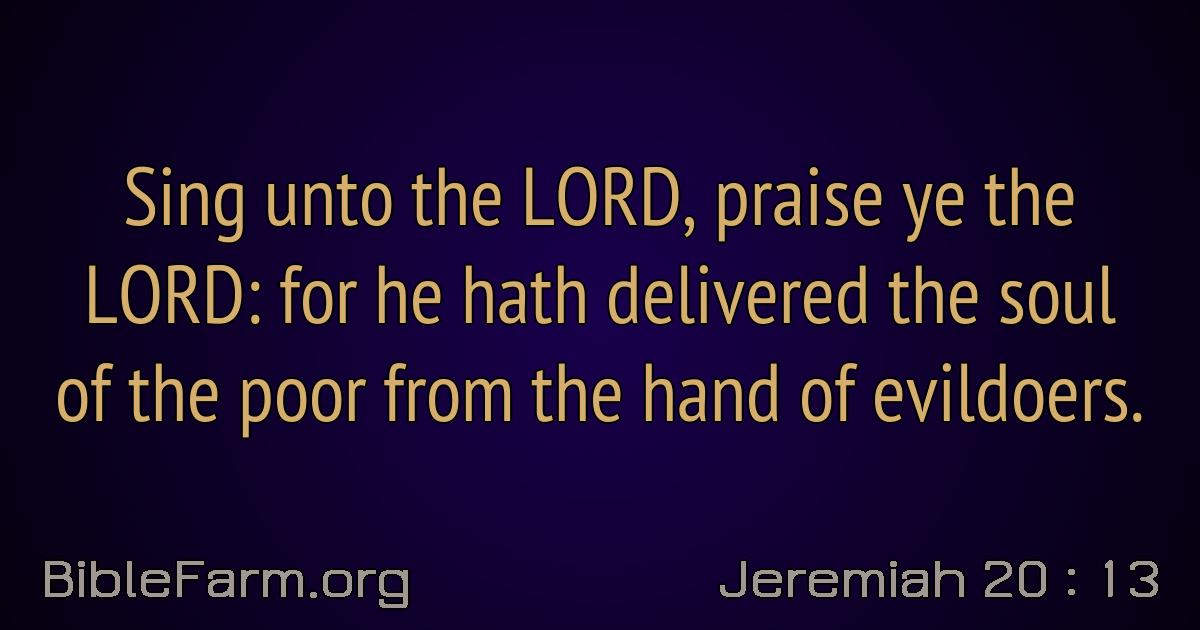 Sing unto the LORD, praise ye the
LORD: for he hath delivered the soul
of the poor from the hand of evildoers.
BibleFarm.org
Jeremiah 20 : 13